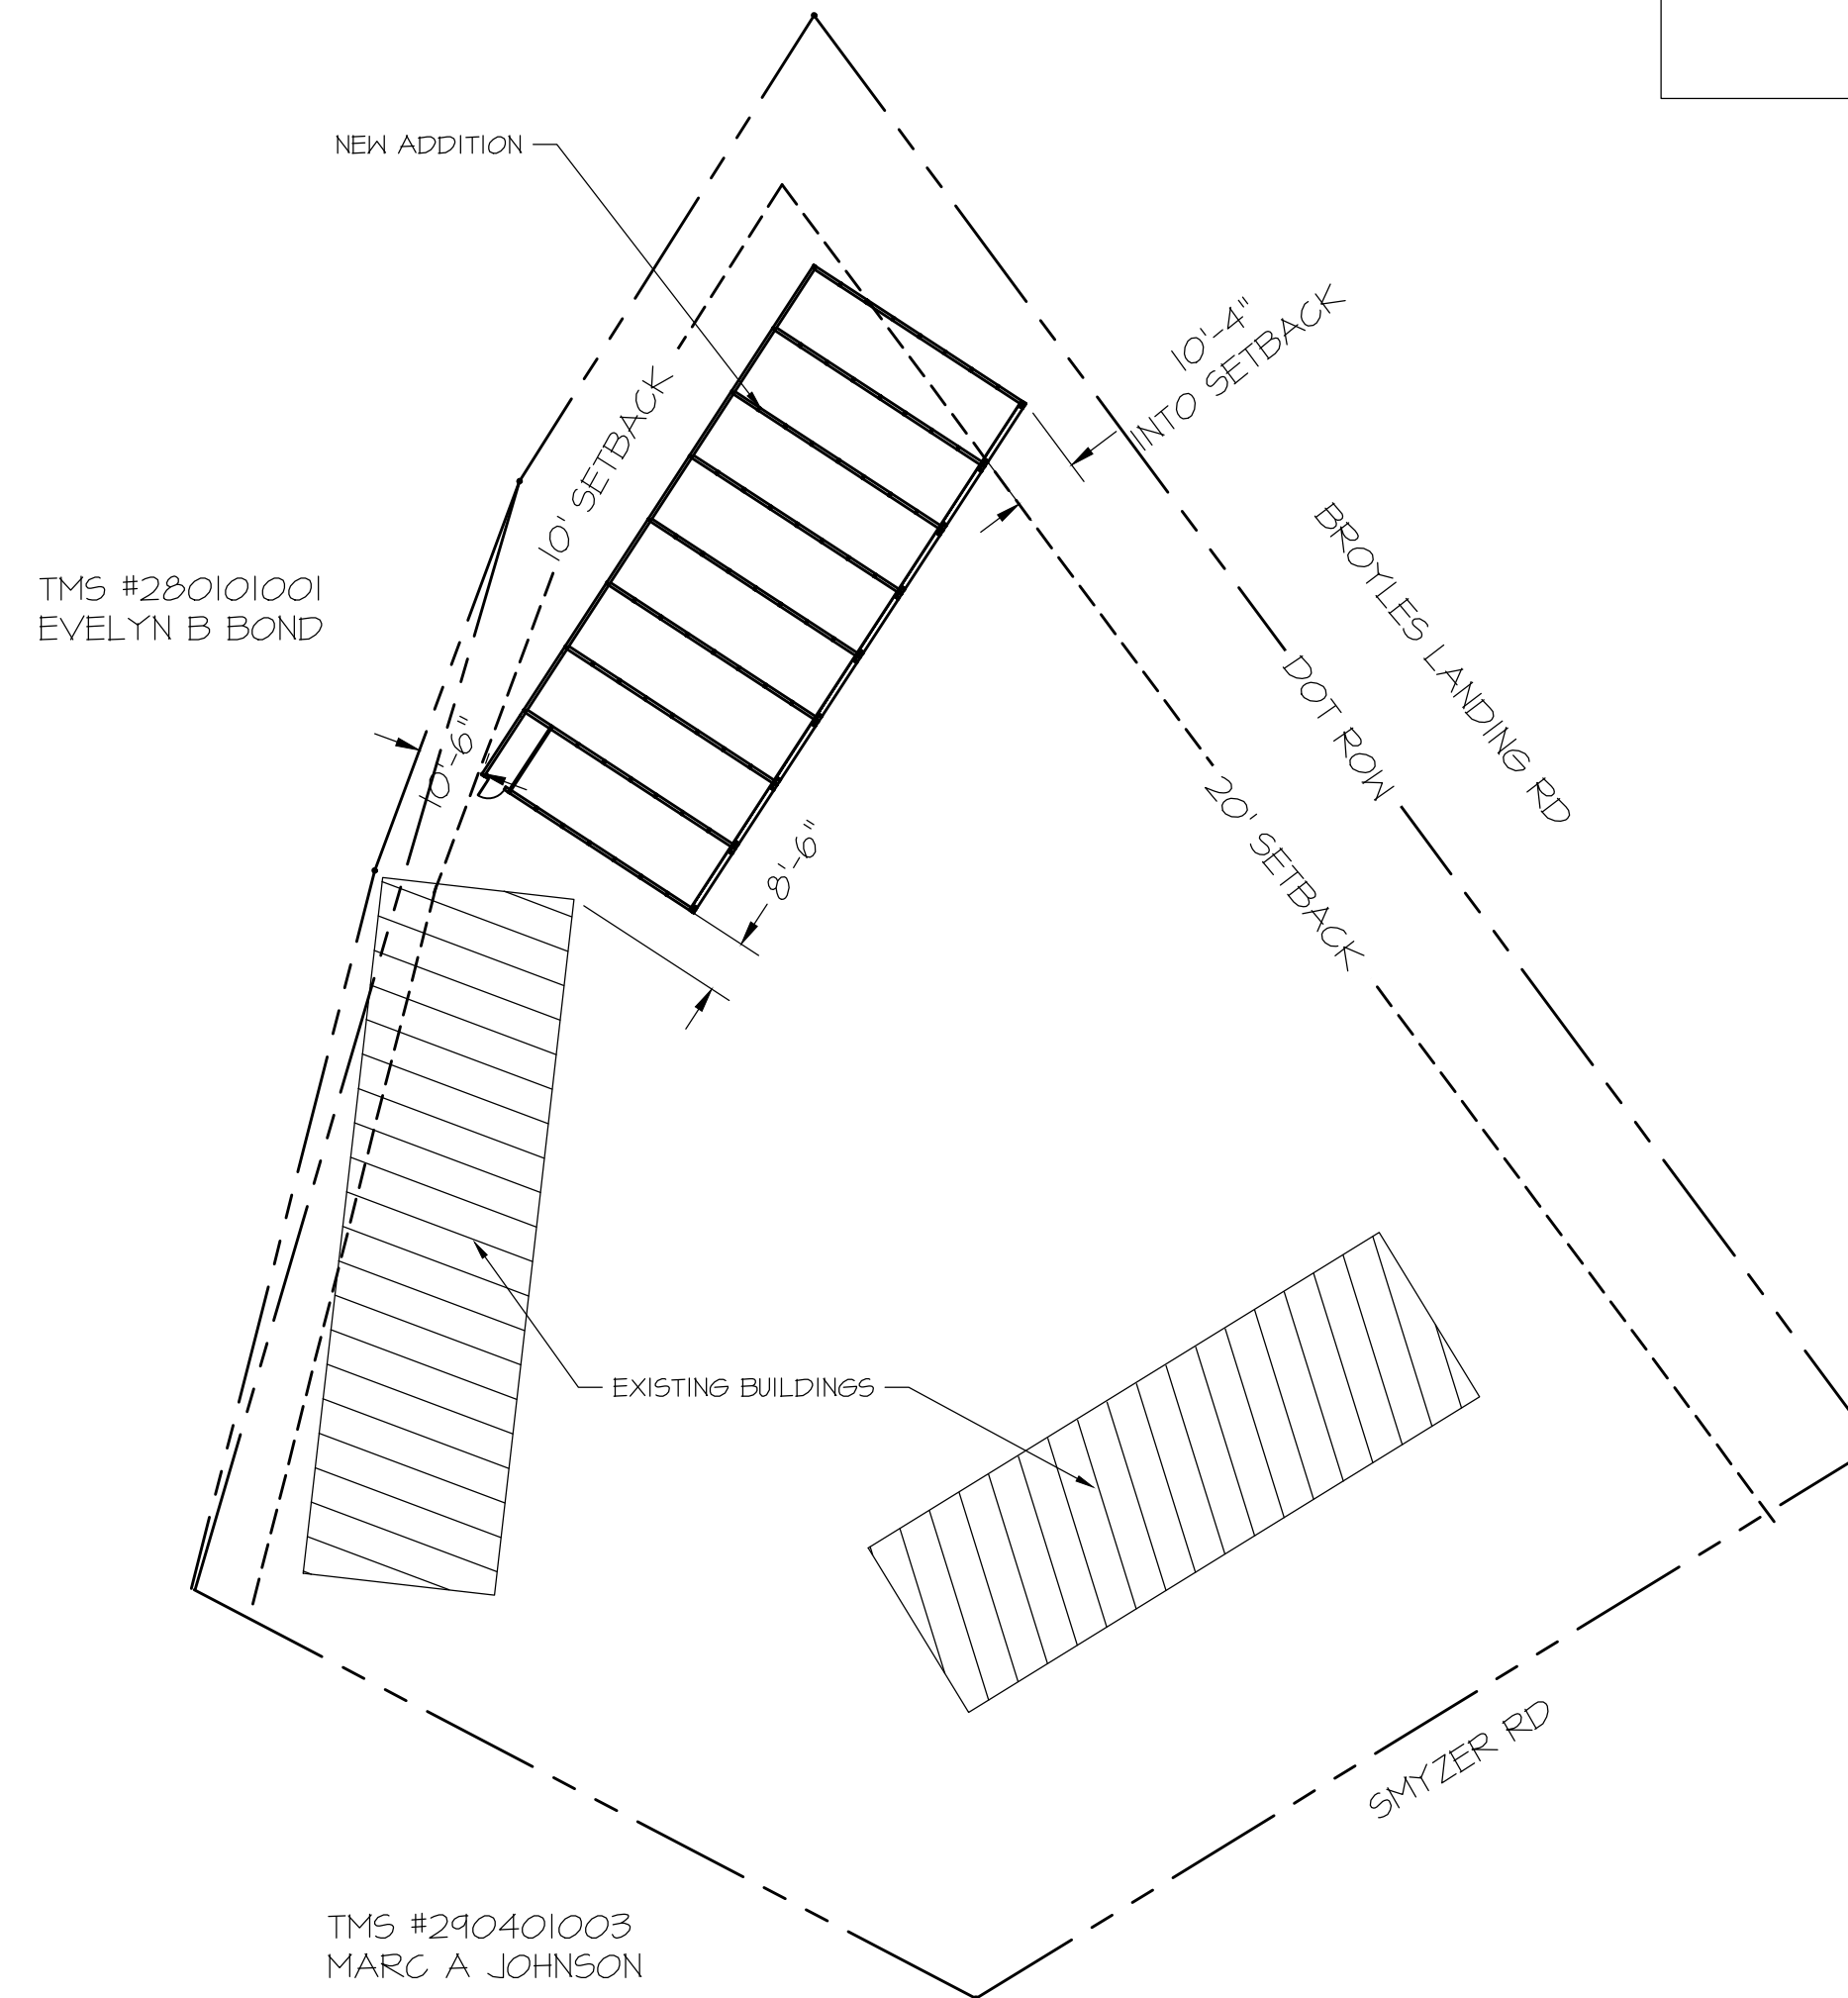 NEW ADDITION
10'-4"
INTO SETBACK
10' SETBACK
BROYLES LANDING RD
TMS #280101001
EVELYN B BOND
DOT ROW
10'-6"
20' SETBACK
8'-6"
EXISTING BUILDINGS
SMYZER RD
TMS #290401003
MARC A JOHNSON